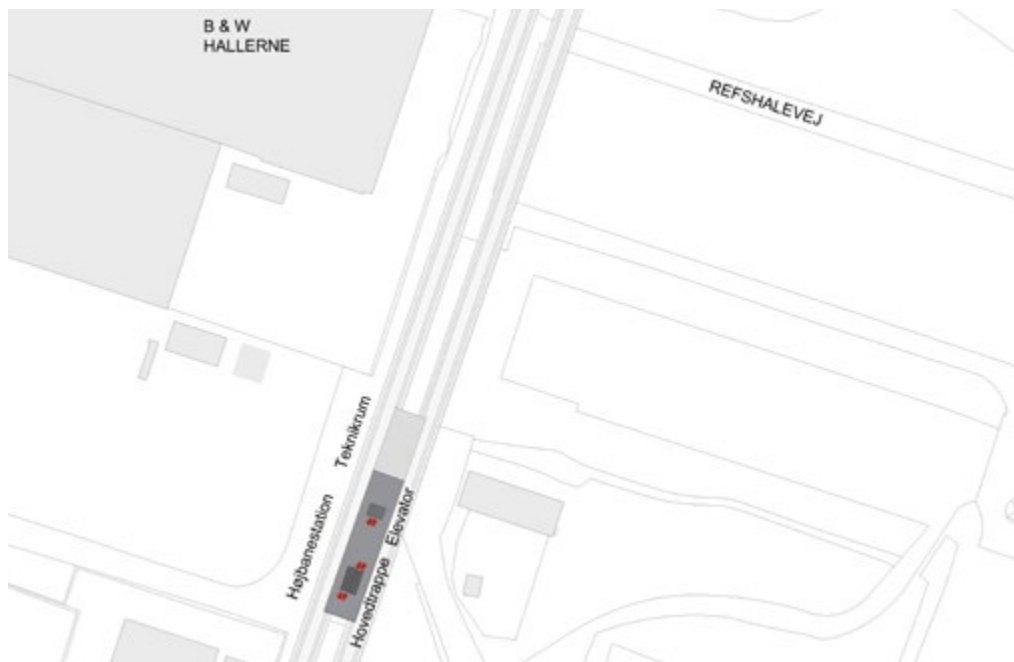 B & W
HALLERNE
REFSHALEVEJ
Teknikrum
Højbanestation
Elevator
Hovedtrappe